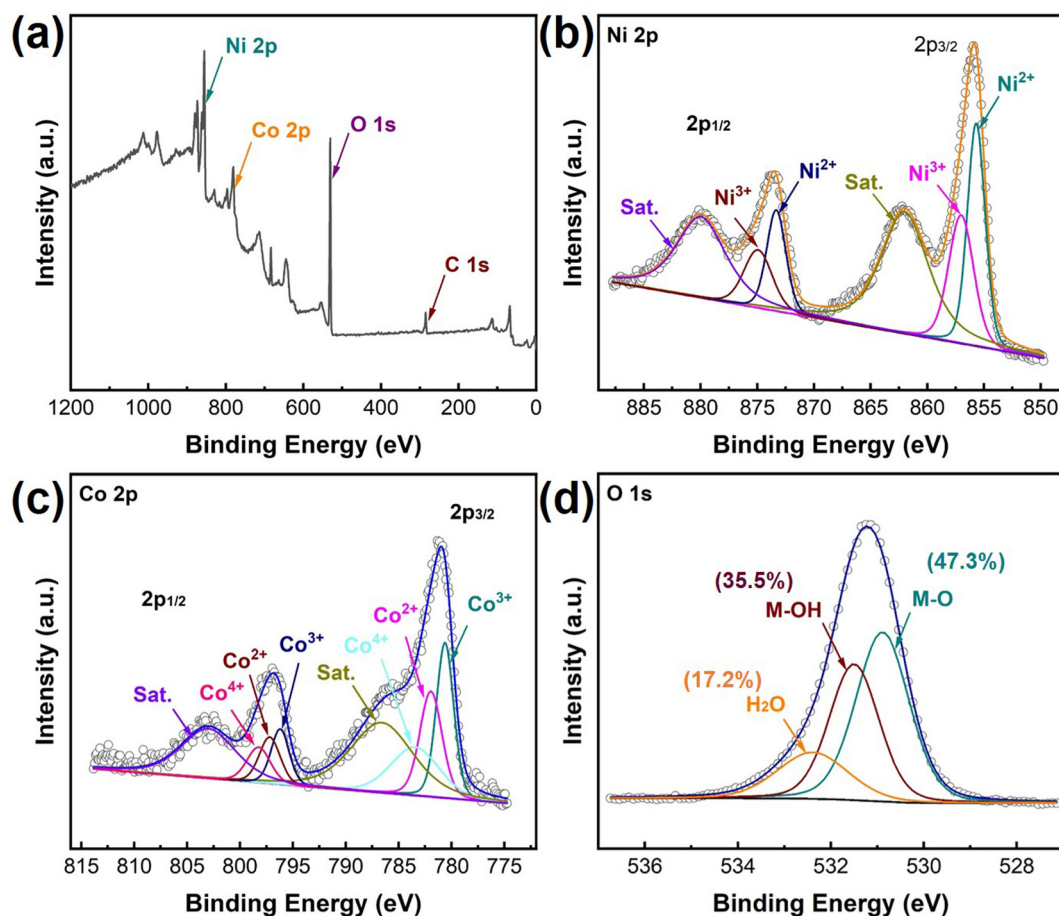 (a)
Ni 2p
Co 2p
O 1s
C 1s
Intensity (a.u.)
1200 1000 800 600 400 200 0
Binding Energy (eV)
(b)
Ni 2p
2p3/2
Ni2+
2p1/2
Ni2+
Sat.
Ni3+
Ni3+
Sat.
Intensity (a.u.)
885 880 875 870 865 860 855 850
Binding Energy (eV)
(c)
Co 2p
2p3/2
2p1/2
Co3+
Co2+
Co3+
Co4+
Co2+
Sat.
Co4+
Sat.
Intensity (a.u.)
815 810 805 800 795 790 785 780 775
Binding Energy (eV)
(d)
O 1s
(47.3%)
(35.5%)
M-O
M-OH
(17.2%)
H2O
Intensity (a.u.)
536 534 532 530 528
Binding Energy (eV)